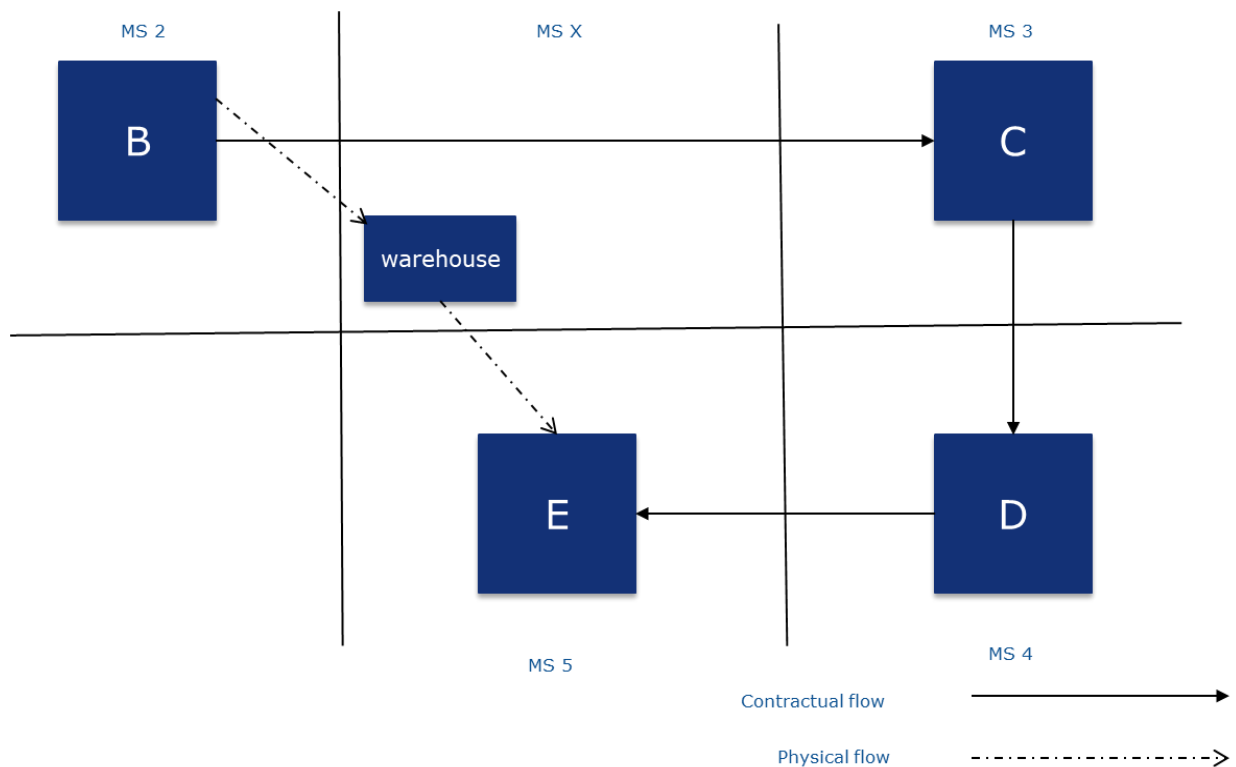 MS 2
MS X
MS 3
B
C
warehouse
E
D
MS 5
MS 4
Contractual flow
Physical flow